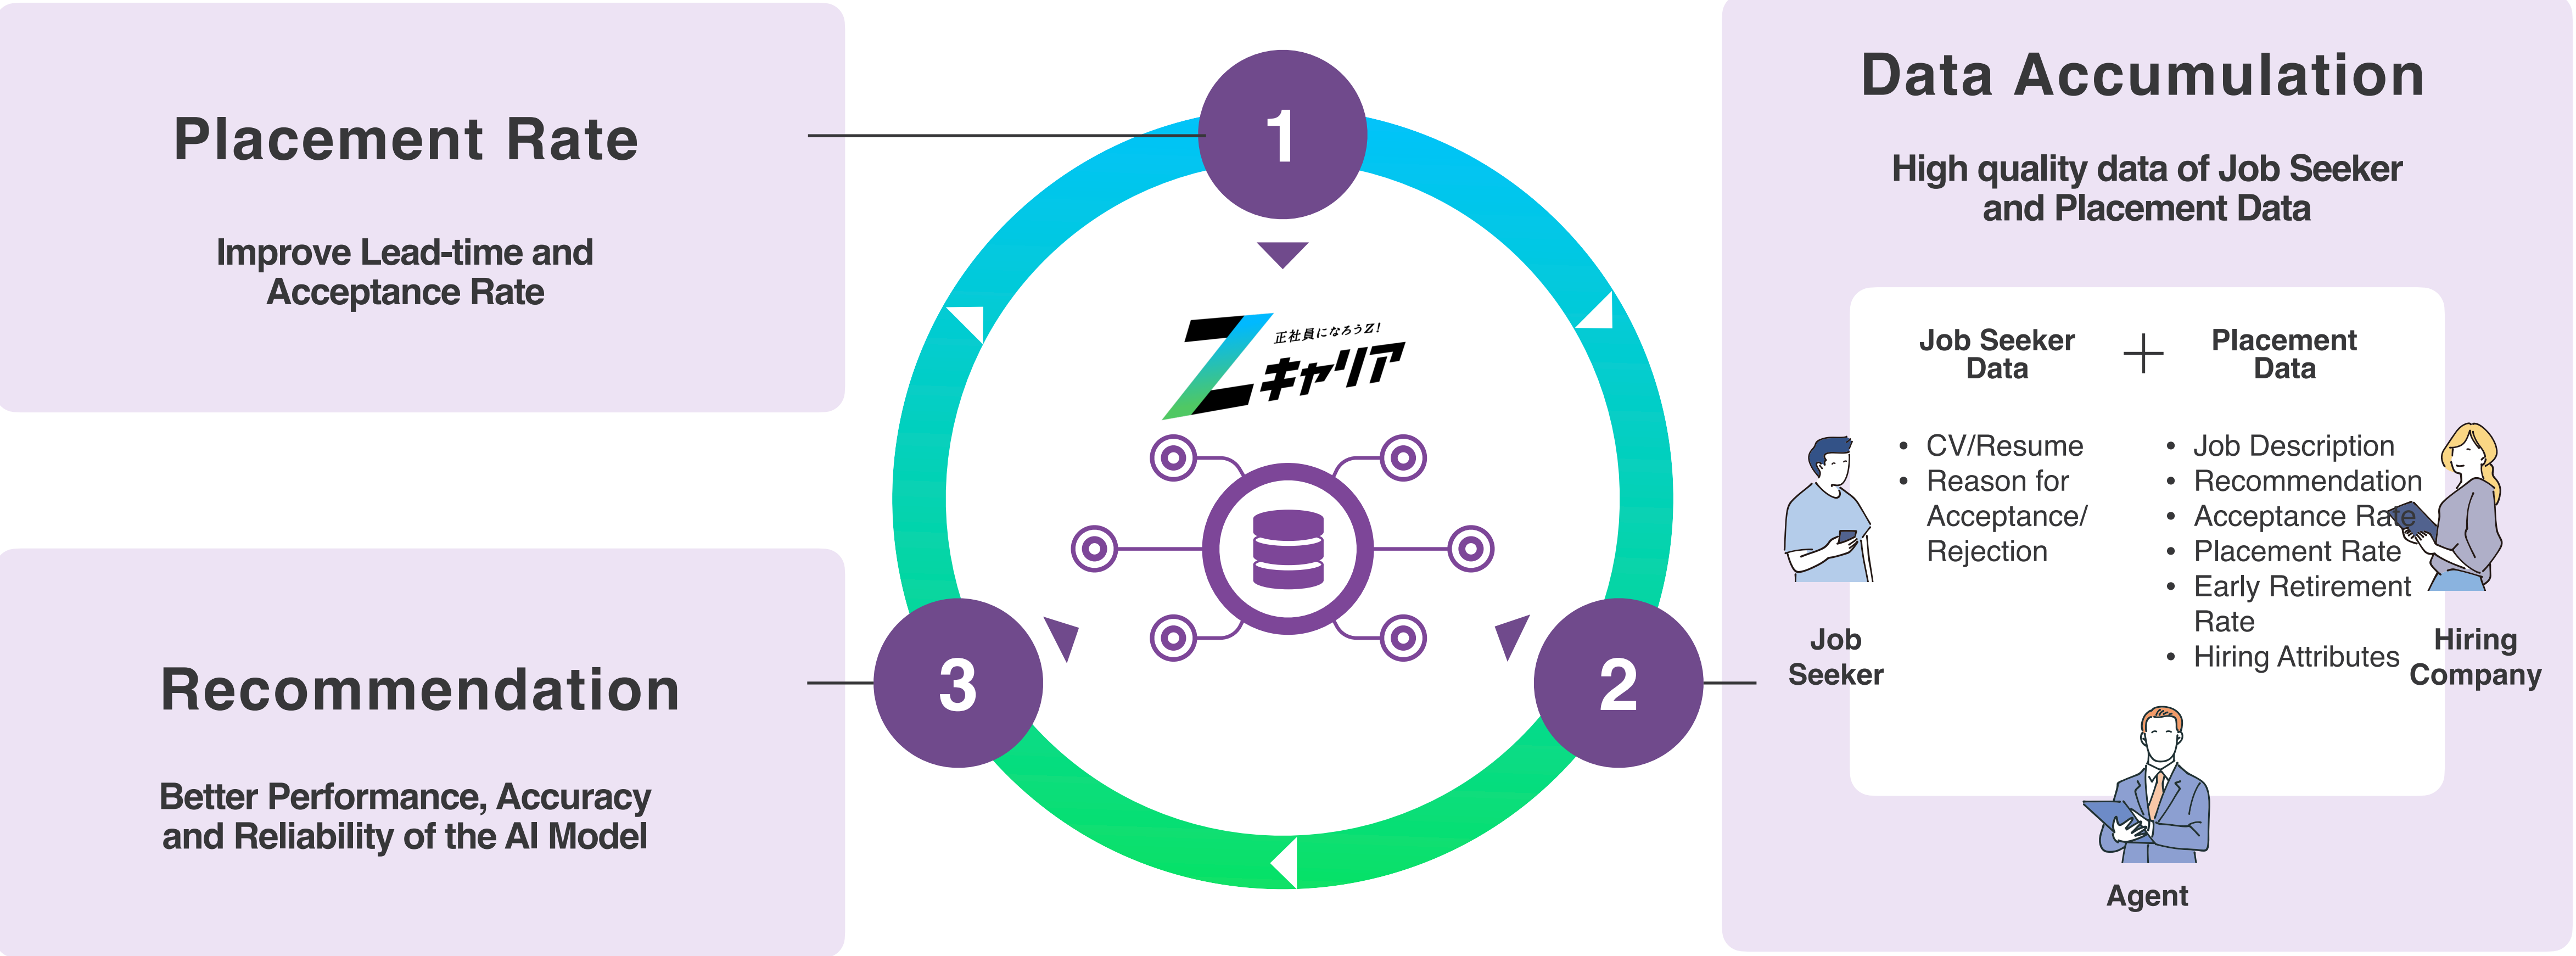 Placement Rate
Improve Lead-time and
Acceptance Rate
Recommendation
Better Performance, Accuracy
and Reliability of the AI Model
1
正社員になろうZ!
Zキャリア
3
2
Data Accumulation
High quality data of Job Seeker
and Placement Data
Job Seeker
Data
+
Placement
Data
• CV/Resume
• Reason for
Acceptance/
Rejection
• Job Description
• Recommendation
• Acceptance Rate
• Placement Rate
• Early Retirement
Rate
• Hiring Attributes
Job
Seeker
Hiring
Company
Agent